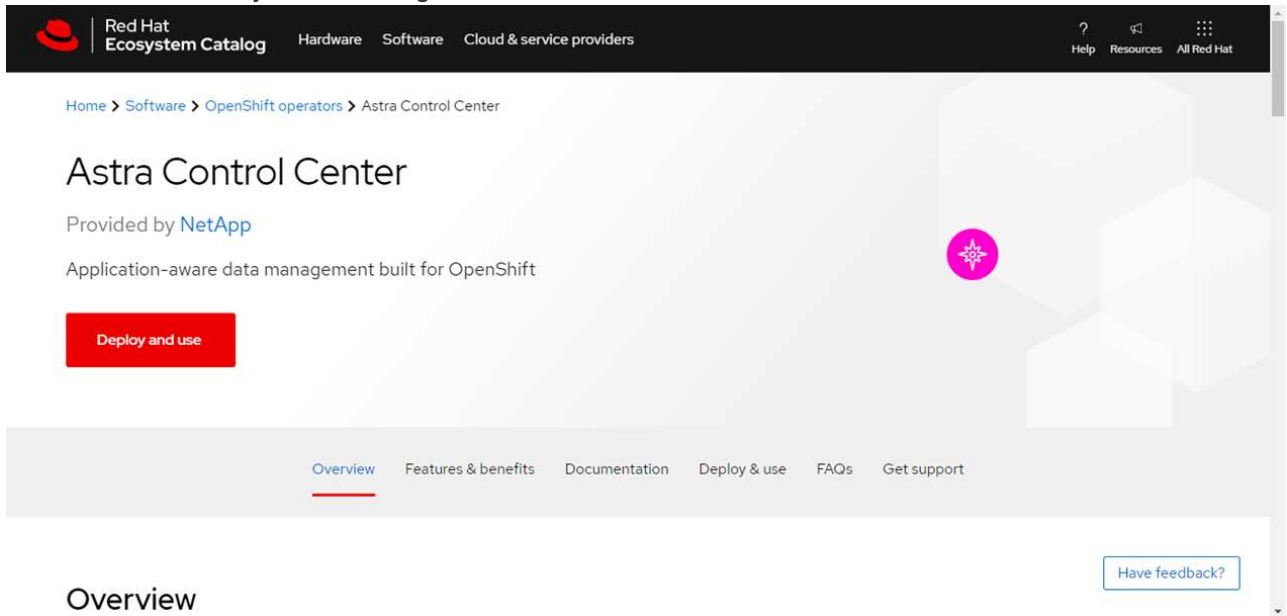 Red Hat
Ecosystem Catalog
Hardware Software Cloud & service providers
?
Help Resources All Red Hat
Home > Software > OpenShift operators > Astra Control Center
Astra Control Center
Provided by NetApp
Application-aware data management built for OpenShift
Deploy and use
Overview Features & benefits Documentation Deploy & use FAQs Get support
Have feedback?
Overview